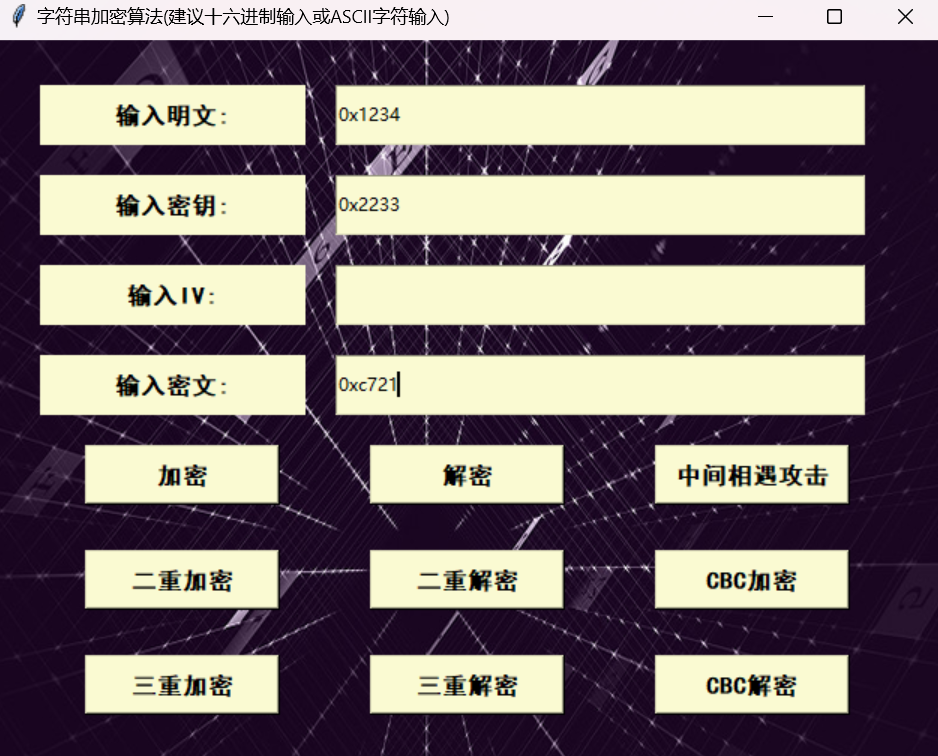 字符串加密算法(建议十六进制输入或ASCII字符输入)
输入明文:
0x1234
输入密钥:
0x2233
输入IV:
输入密文:
0xc721
加密
解密
中间相遇攻击
二重加密
二重解密
CBC加密
三重加密
三重解密
CBC解密